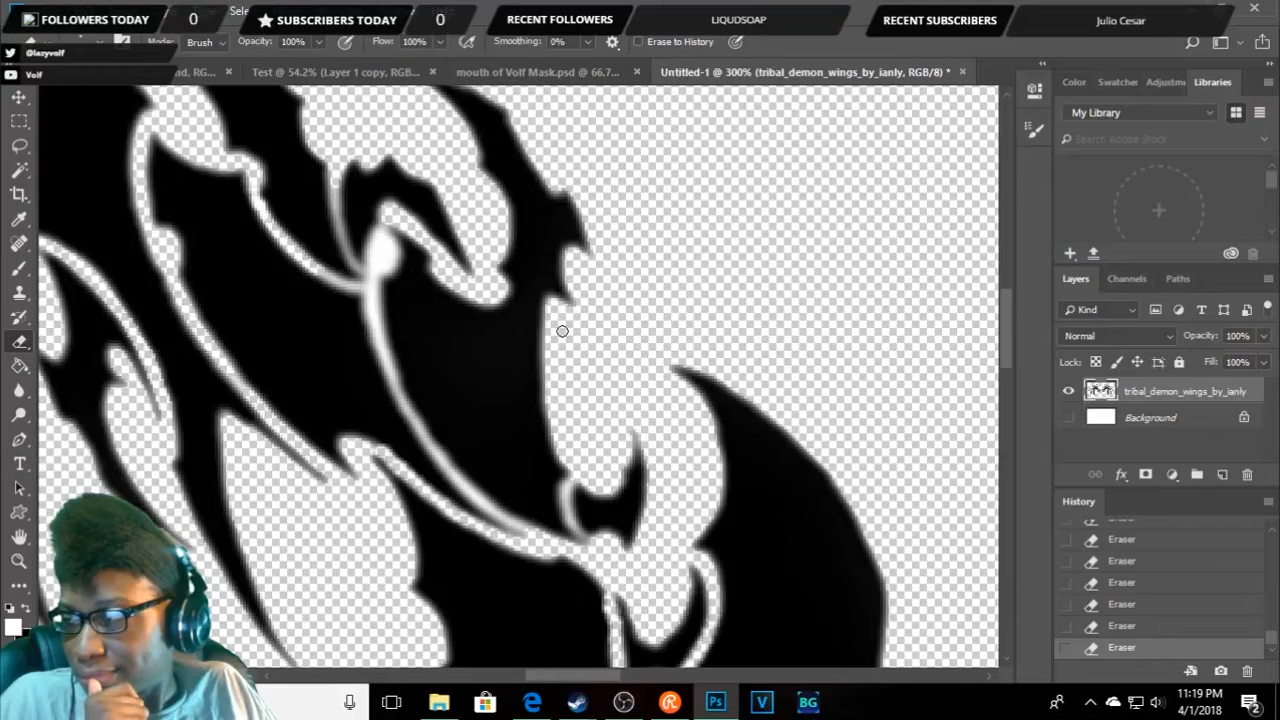 FOLLOWERS TODAY
0
SUBSCRIBERS TODAY
0
RECENT FOLLOWERS
LIQUDSOAP
RECENT SUBSCRIBERS
Julio Cesar
@lazyvolf
Volf
Sele
Mode:
Brush
Opacity:
100%
Flow:
100%
Smoothing:
0%
Erase to History
nd, RG...
Test @ 54.2% (Layer 1 copy, RGB...
mouth of Volf Mask.psd @ 66.7...
Untitled-1 @ 300% (tribal_demon_wings_by_ianly, RGB/8) *
Color
Swatches
Adjustme
Libraries
My Library
Search Adobe Stock
Layers
Channels
Paths
Kind
Normal
Opacity:
100%
Lock:
Fill:
100%
tribal_demon_wings_by_ianly
Background
History
Eraser
Eraser
Eraser
Eraser
Eraser
Eraser
11:19 PM
4/1/2018